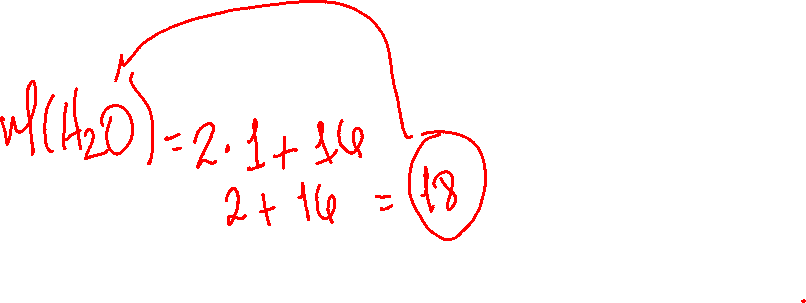 M(H₂O) = 2 · 1 + 16
2 + 16 = 18